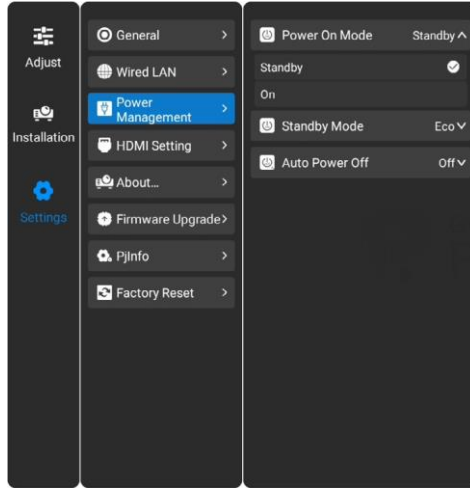 Adjust
Installation
Settings
General
Wired LAN
Power
Management
HDMI Setting
About...
Firmware Upgrade
PjInfo
Factory Reset
Power On Mode Standby
Standby
On
Standby Mode Eco
Auto Power Off Off